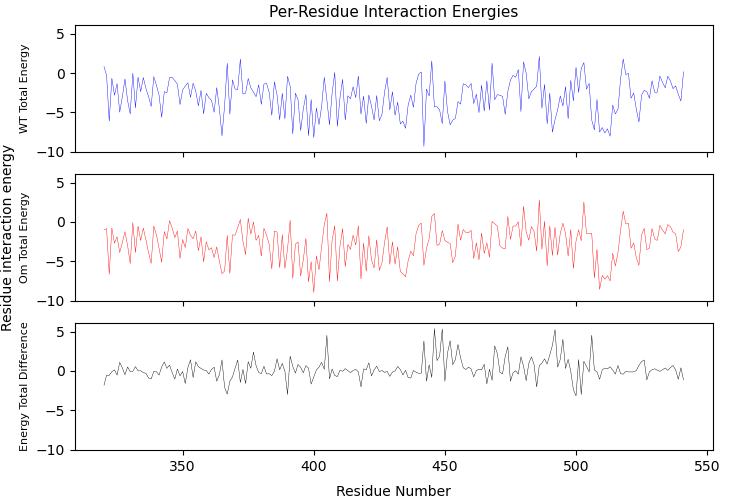 Per-Residue Interaction Energies
Residue interaction energy
WT Total Energy
5
0
−5
−10
Om Total Energy
5
0
−5
−10
Energy Total Difference
5
0
−5
−10
350 400 450 500 550
Residue Number